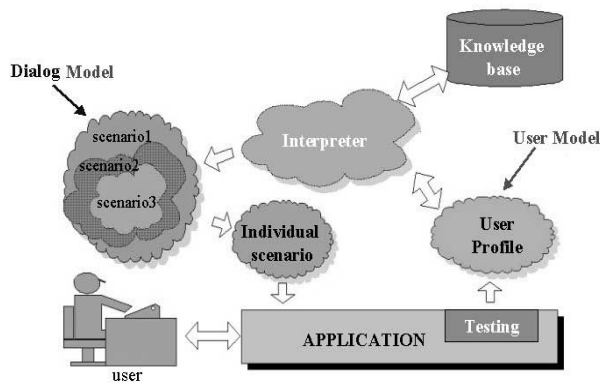 Knowledge
base
Dialog Model
scenario1
scenario2
scenario3
Interpreter
User Model
Individual
scenario
User
Profile
Testing
APPLICATION
user